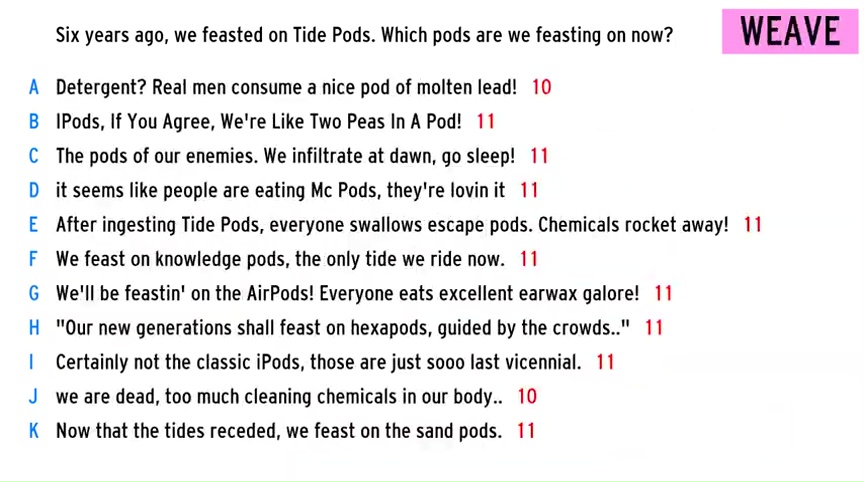 Six years ago, we feasted on Tide Pods. Which pods are we feasting on now?
WEAVE
A Detergent? Real men consume a nice pod of molten lead! 10
B IPods, If You Agree, We're Like Two Peas In A Pod! 11
C The pods of our enemies. We infiltrate at dawn, go sleep! 11
D it seems like people are eating Mc Pods, they're lovin it 11
E After ingesting Tide Pods, everyone swallows escape pods. Chemicals rocket away! 11
F We feast on knowledge pods, the only tide we ride now. 11
G We'll be feastin' on the AirPods! Everyone eats excellent earwax galore! 11
H "Our new generations shall feast on hexapods, guided by the crowds.." 11
I Certainly not the classic iPods, those are just sooo last vicennial. 11
J we are dead, too much cleaning chemicals in our body.. 10
K Now that the tides receded, we feast on the sand pods. 11